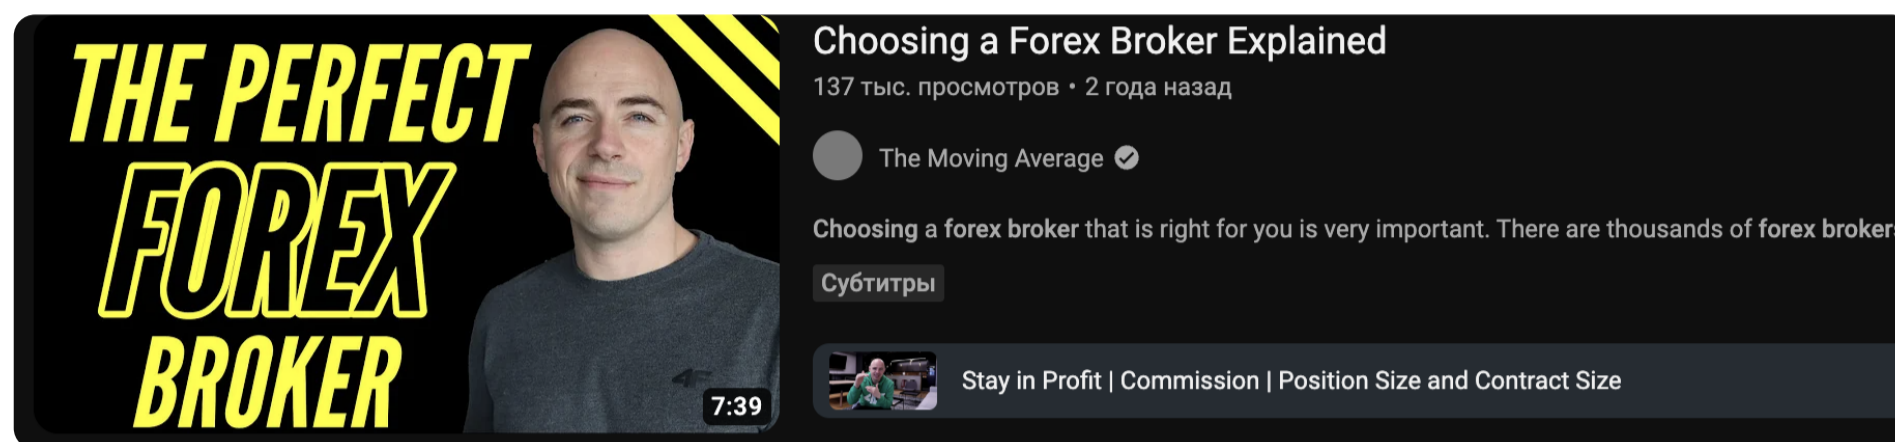 THE PERFECT
FOREX
BROKER
4F
7:39
Choosing a Forex Broker Explained
137 тыс. просмотров • 2 года назад
The Moving Average
Choosing a forex broker that is right for you is very important. There are thousands of forex brokers
Субтитры
Stay in Profit | Commission | Position Size and Contract Size